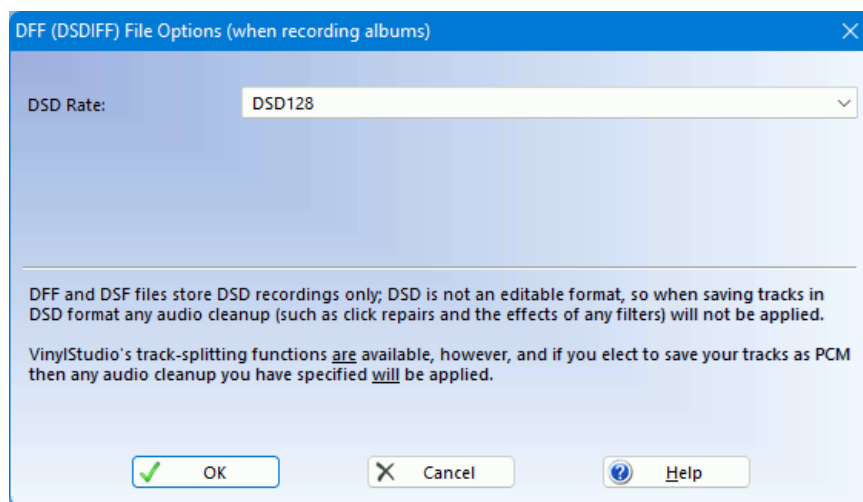 DFF (DSDIFF) File Options (when recording albums)
DSD Rate:
DSD128
DFF and DSF files store DSD recordings only; DSD is not an editable format, so when saving tracks in
DSD format any audio cleanup (such as click repairs and the effects of any filters) will not be applied.
VinylStudio's track-splitting functions are available, however, and if you elect to save your tracks as PCM
then any audio cleanup you have specified will be applied.
OK
Cancel
Help